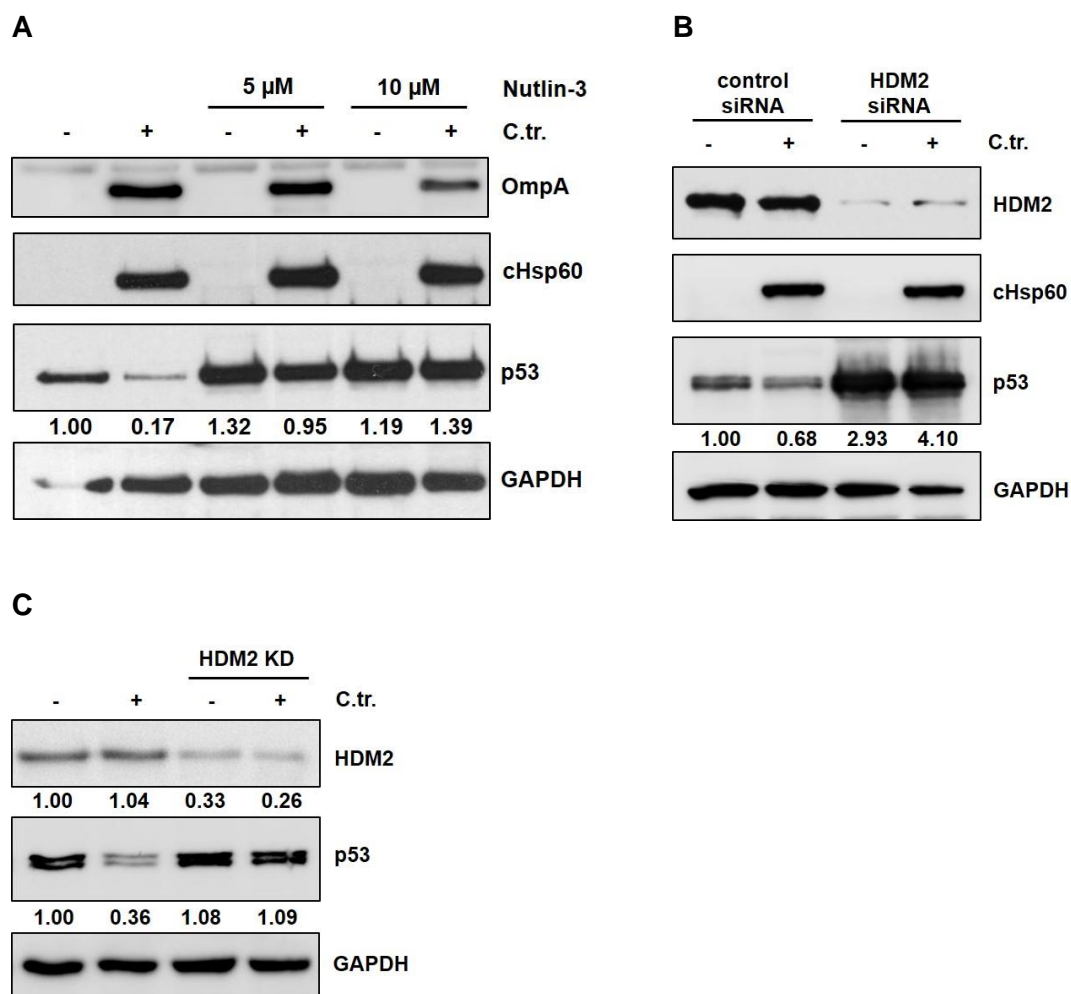 A
5 µM 10 µM Nutlin-3
- + - + - + C.tr.
OmpA
cHsp60
p53
1.00 0.17 1.32 0.95 1.19 1.39
GAPDH
B
control siRNA HDM2 siRNA
- + - + C.tr.
HDM2
cHsp60
p53
1.00 0.68 2.93 4.10
GAPDH
C
HDM2 KD
- + - + C.tr.
HDM2
1.00 1.04 0.33 0.26
p53
1.00 0.36 1.08 1.09
GAPDH